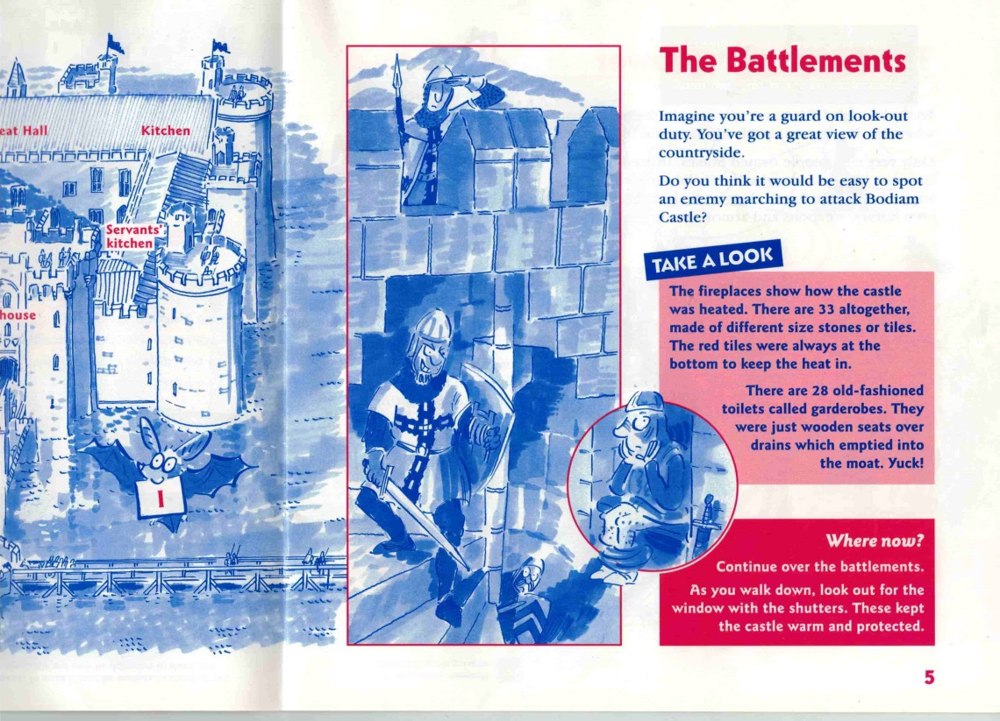 eat Hall
Kitchen
Servants'
kitchen
house
1
The Battlements
Imagine you're a guard on look-out
duty. You've got a great view of the
countryside.
Do you think it would be easy to spot
an enemy marching to attack Bodiam
Castle?
TAKE A LOOK
The fireplaces show how the castle
was heated. There are 33 altogether,
made of different size stones or tiles.
The red tiles were always at the
bottom to keep the heat in.
There are 28 old-fashioned
toilets called garderobes. They
were just wooden seats over
drains which emptied into
the moat. Yuck!
Where now?
Continue over the battlements.
As you walk down, look out for the
window with the shutters. These kept
the castle warm and protected.
5